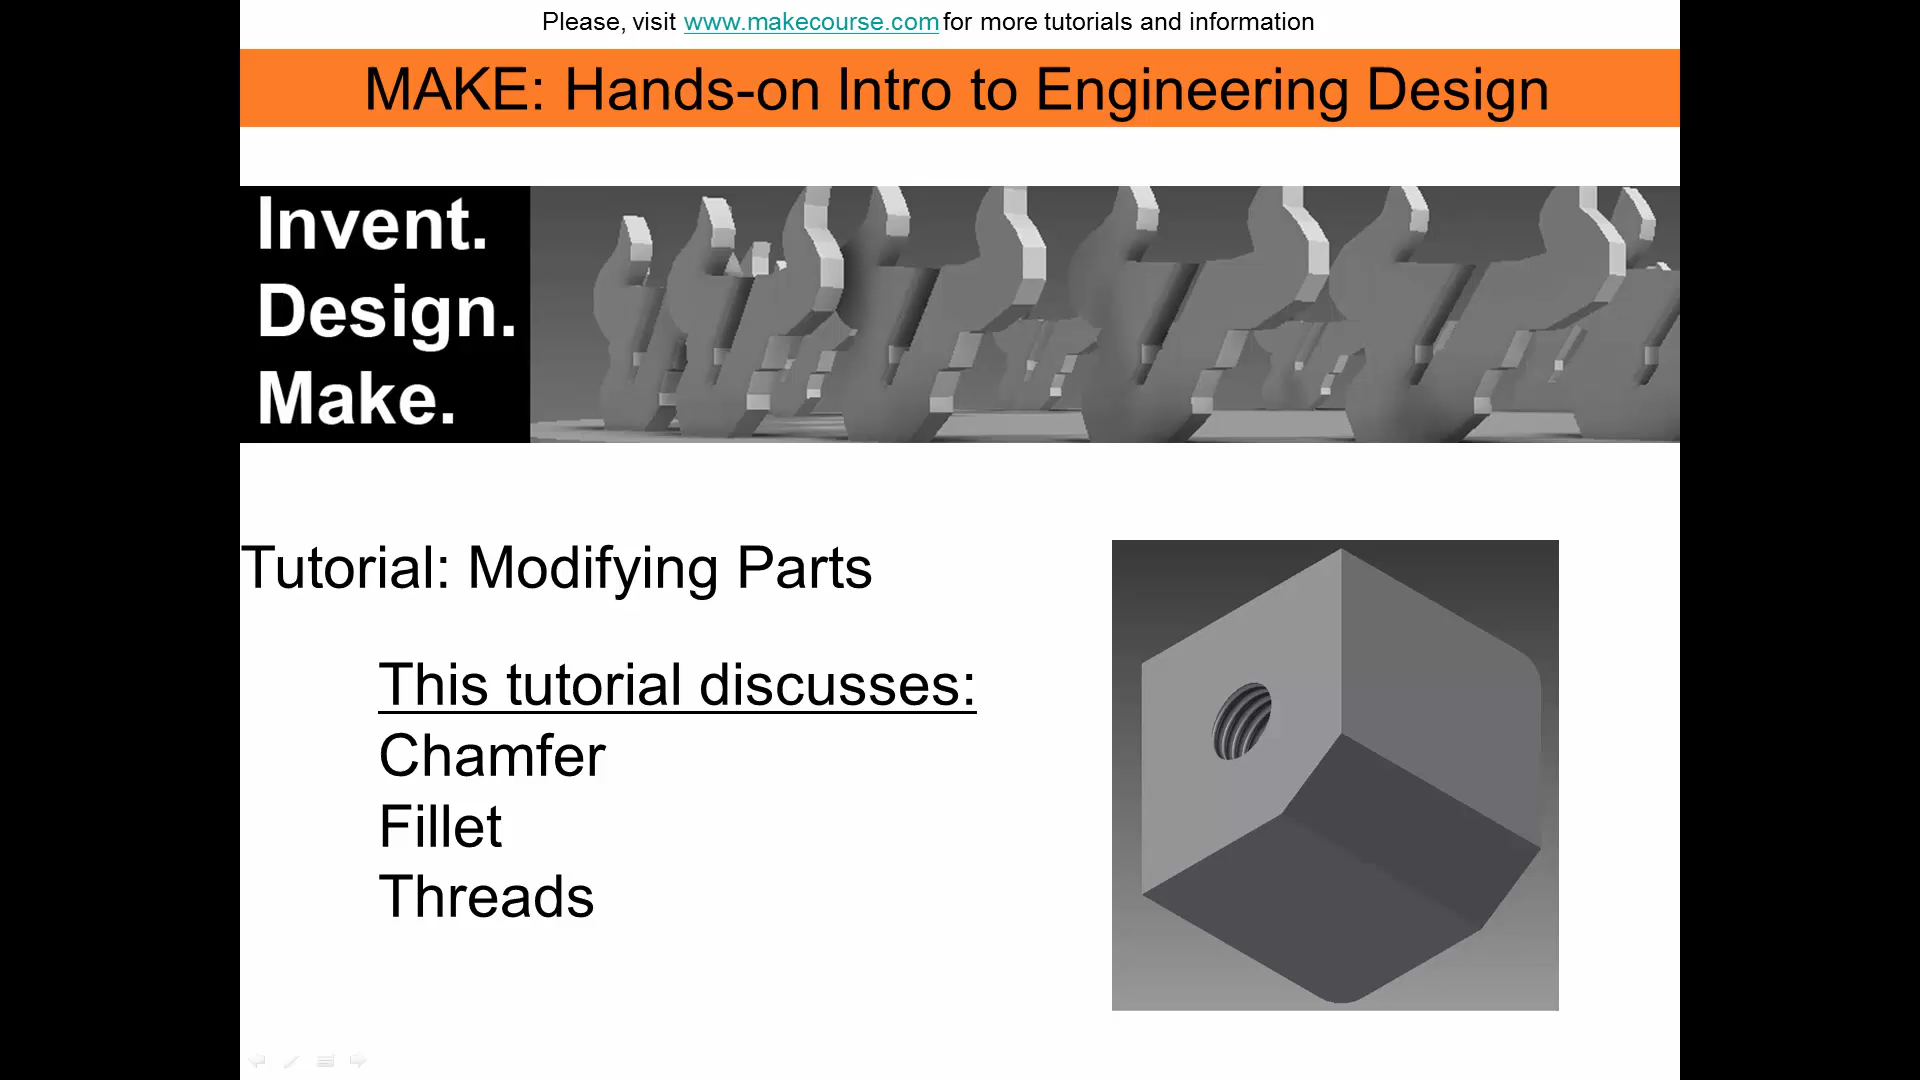 Please, visit www.makecourse.com for more tutorials and information
MAKE: Hands-on Intro to Engineering Design
Invent.
Design.
Make.
Tutorial: Modifying Parts
This tutorial discusses:
Chamfer
Fillet
Threads